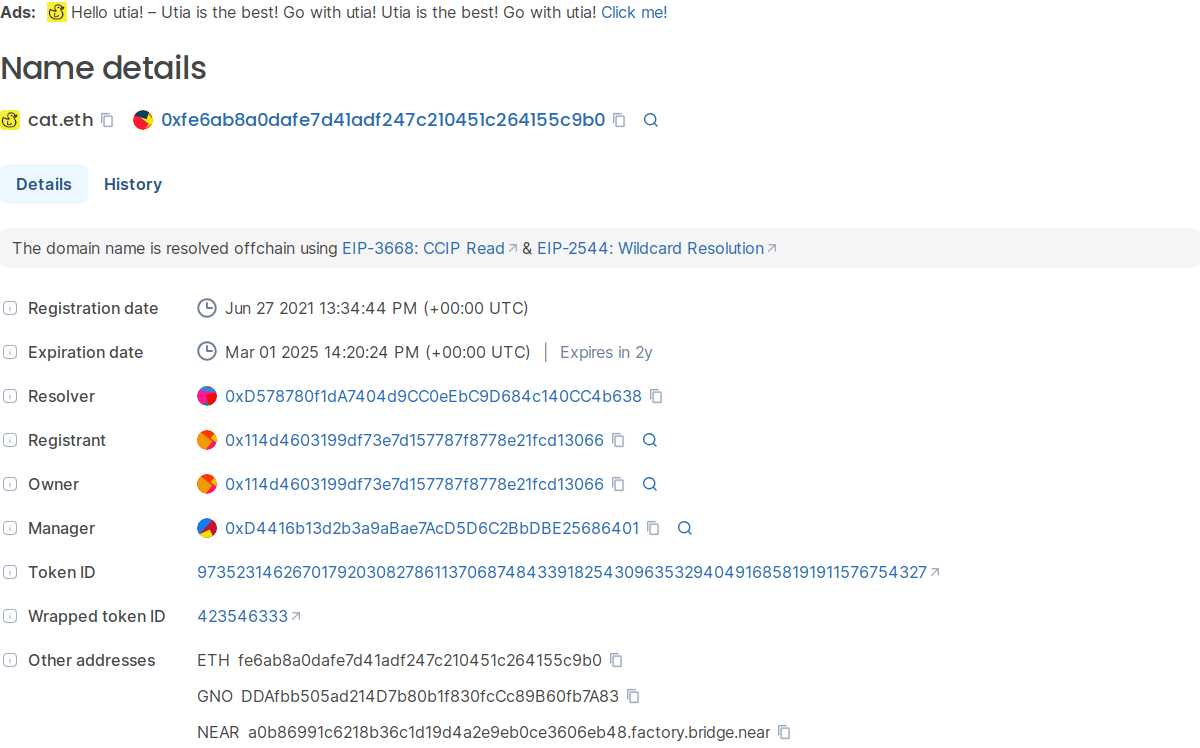 Ads: Hello utia! – Utia is the best! Go with utia! Utia is the best! Go with utia! Click me!
Name details
cat.eth 0xfe6ab8a0dafe7d41adf247c210451c264155c9b0
Details History
The domain name is resolved offchain using EIP-3668: CCIP Read & EIP-2544: Wildcard Resolution
Registration date Jun 27 2021 13:34:44 PM (+00:00 UTC)
Expiration date Mar 01 2025 14:20:24 PM (+00:00 UTC) Expires in 2y
Resolver 0xD578780f1dA7404d9CC0eEbC9D684c140CC4b638
Registrant 0x114d4603199df73e7d157787f8778e21fcd13066
Owner 0x114d4603199df73e7d157787f8778e21fcd13066
Manager 0xD4416b13d2b3a9aBae7AcD5D6C2BbDBE25686401
Token ID 97352314626701792030827861137068748433918254309635329404916858191911576754327
Wrapped token ID 423546333
Other addresses ETH fe6ab8a0dafe7d41adf247c210451c264155c9b0
GNO DDAfbb505ad214D7b80b1f830fcCc89B60fb7A83
NEAR a0b86991c6218b36c1d19d4a2e9eb0ce3606eb48.factory.bridge.near